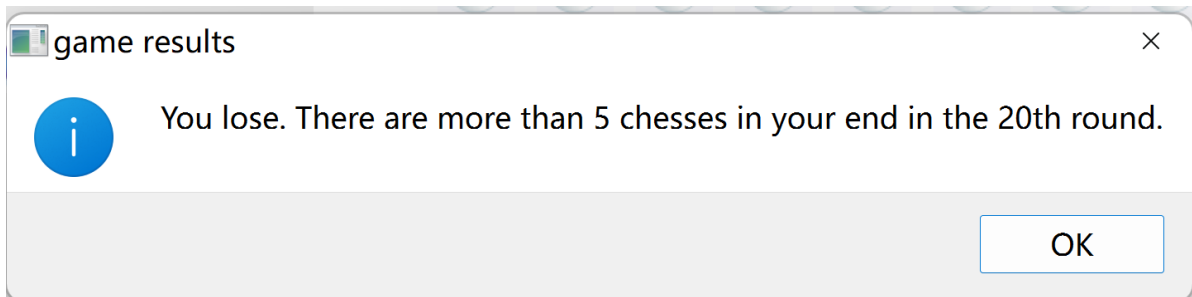 game results
You lose. There are more than 5 chesses in your end in the 20th round.
OK